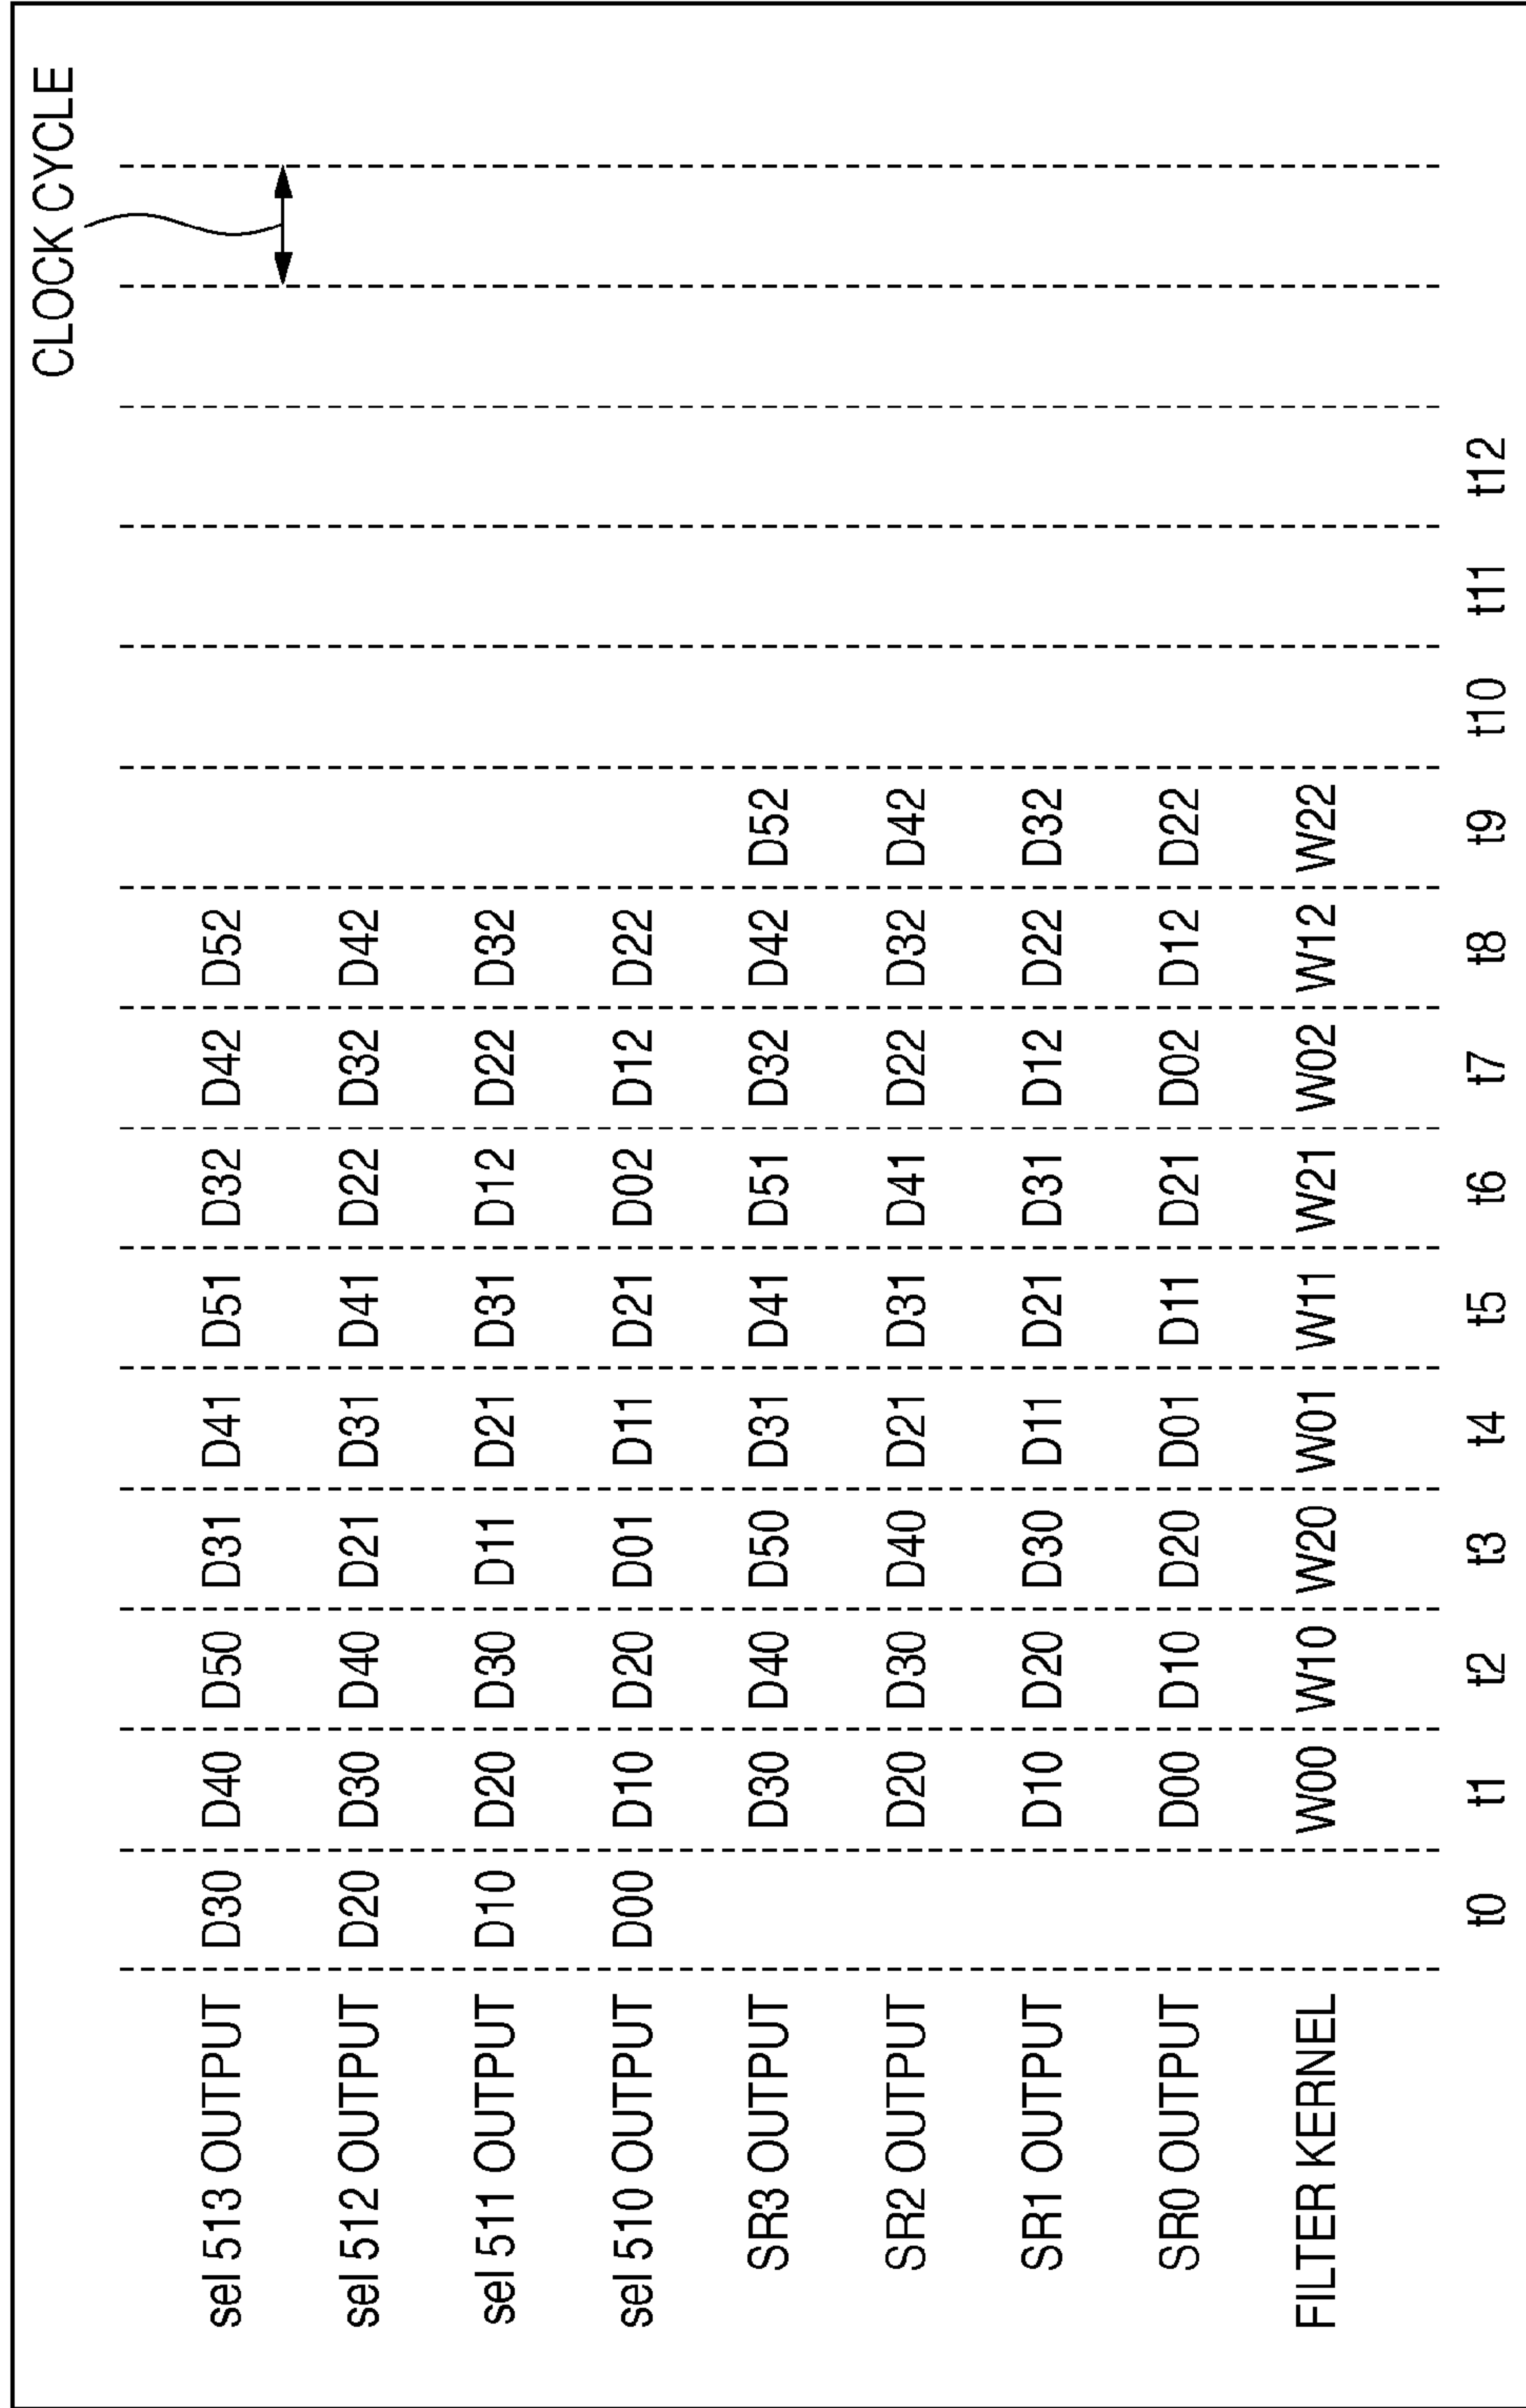 CLOCK CYCLE
sel 513 OUTPUT D30 D40 D50 D31 D41 D51 D32 D42 D52
sel 512 OUTPUT D20 D30 D40 D21 D31 D41 D22 D32 D42
sel 511 OUTPUT D10 D20 D30 D11 D21 D31 D12 D22 D32
sel 510 OUTPUT D00 D10 D20 D01 D11 D21 D02 D12 D22
SR3 OUTPUT D30 D40 D50 D31 D41 D51 D32 D42 D52
SR2 OUTPUT D20 D30 D40 D21 D31 D41 D22 D32 D42
SR1 OUTPUT D10 D20 D30 D11 D21 D31 D12 D22 D32
SR0 OUTPUT D00 D10 D20 D01 D11 D21 D02 D12 D22
FILTER KERNEL W00 W10 W20 W01 W11 W21 W02 W12 W22
t0 t1 t2 t3 t4 t5 t6 t7 t8 t9 t10 t11 t12